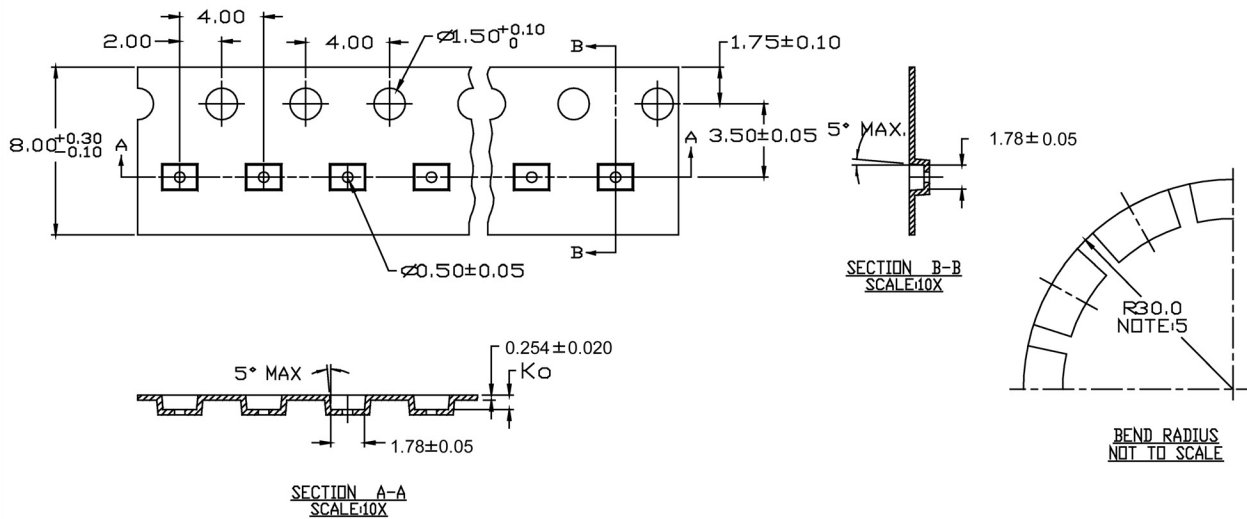 4.00
2.00
4.00
Ø1.50+0.10
0
B
1.75±0.10
8.00+0.30
-0.10
A
A
3.50±0.05
5° MAX.
1.78±0.05
B
Ø0.50±0.05
SECTION B-B
SCALE:10X
R30.0
NOTE:5
0.254±0.020
5° MAX
Ko
1.78±0.05
BEND RADIUS
NOT TO SCALE
SECTION A-A
SCALE:10X